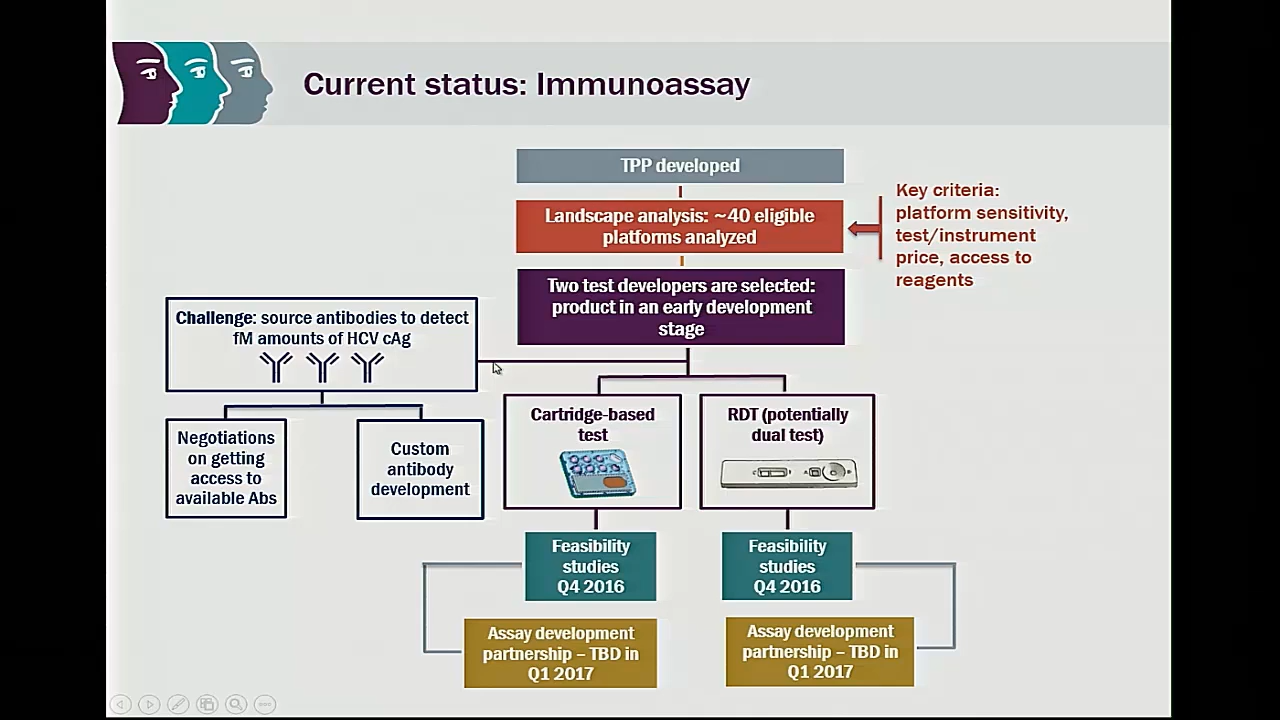 Current status: Immunoassay
TPP developed
Landscape analysis: ~40 eligible
platforms analyzed
Key criteria:
platform sensitivity,
test/instrument
price, access to
reagents
Two test developers are selected:
product in an early development
stage
Challenge: source antibodies to detect
fM amounts of HCV cAg
Negotiations
on getting
access to
available Abs
Custom
antibody
development
Cartridge-based
test
RDT (potentially
dual test)
Feasibility
studies
Q4 2016
Feasibility
studies
Q4 2016
Assay development
partnership – TBD in
Q1 2017
Assay development
partnership – TBD in
Q1 2017